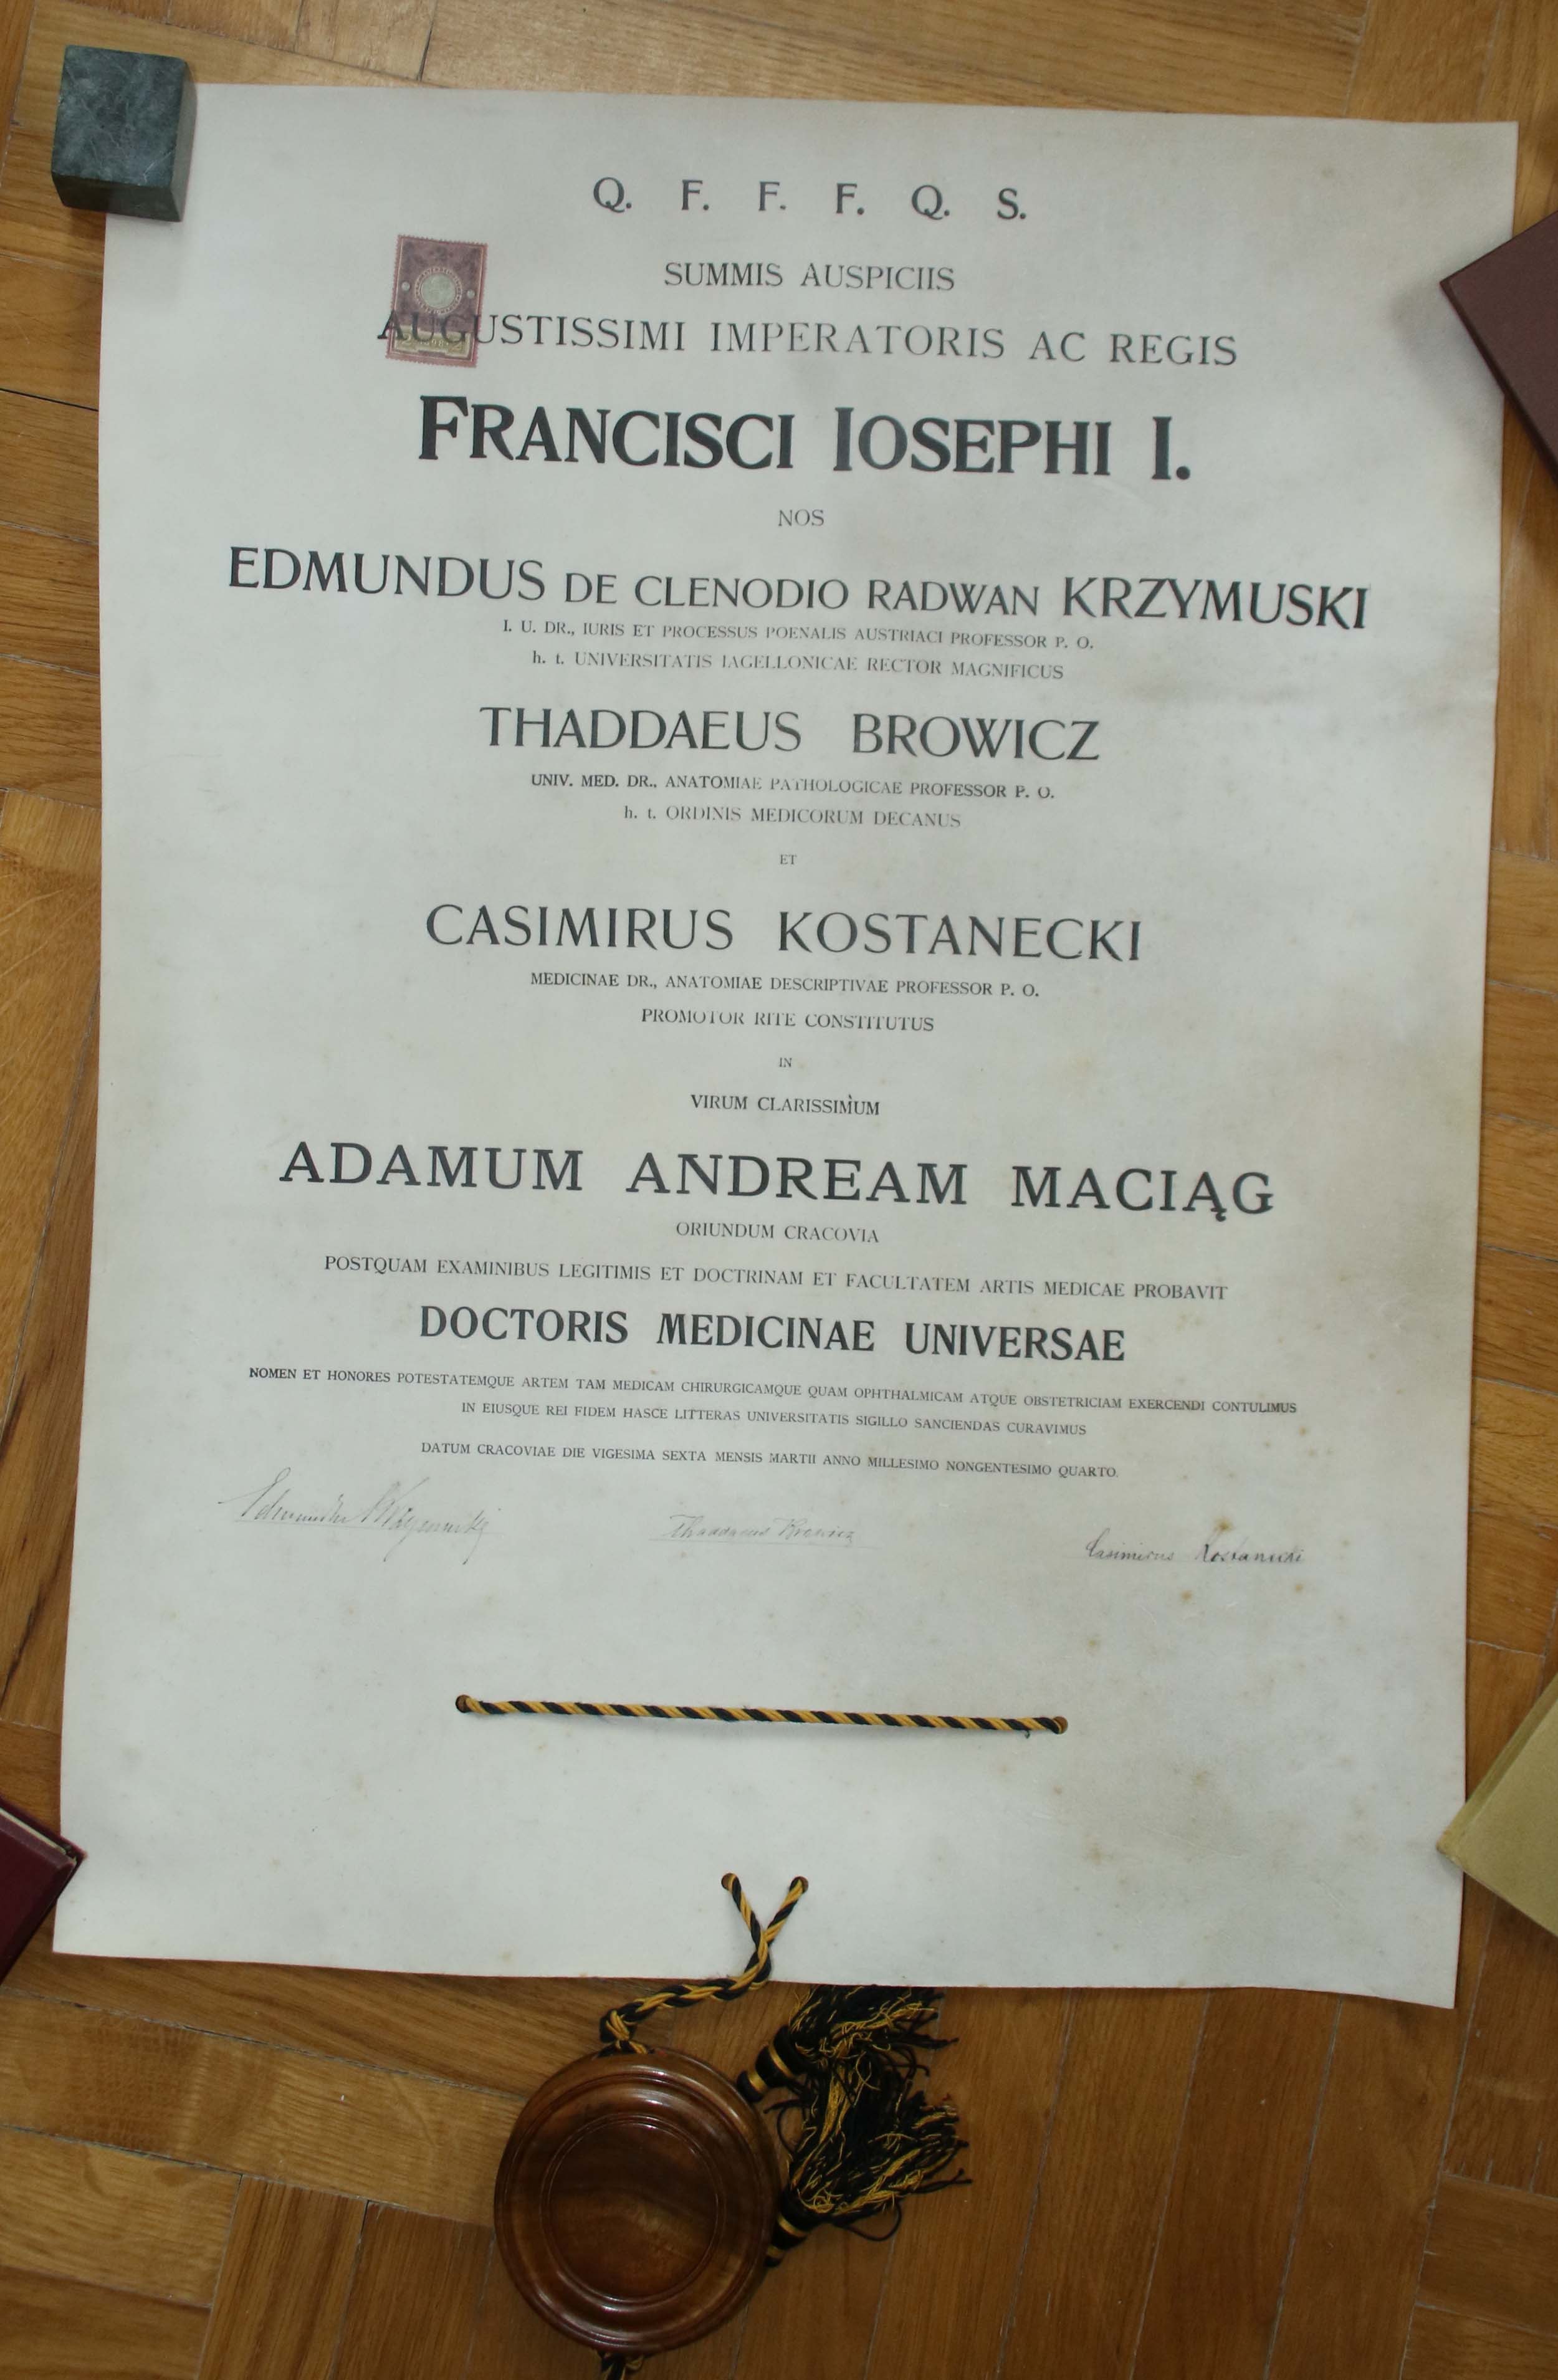 Q. F. F. F. Q. S.
SUMMIS AUSPICIIS
AUGUSTISSIMI IMPERATORIS AC REGIS
FRANCISCI IOSEPHI I.
NOS
EDMUNDUS DE CLENODIO RADWAN KRZYMUSKI
I. U. DR., IURIS ET PROCESSUS POENALIS AUSTRIACI PROFESSOR P. O.
h. t. UNIVERSITATIS IAGELLONICAE RECTOR MAGNIFICUS
THADDAEUS BROWICZ
UNIV. MED. DR., ANATOMIAE PATHOLOGICAE PROFESSOR P. O.
h. t. ORDINIS MEDICORUM DECANUS
ET
CASIMIRUS KOSTANECKI
MEDICINAE DR., ANATOMIAE DESCRIPTIVAE PROFESSOR P. O.
PROMOTOR RITE CONSTITUTUS
IN
VIRUM CLARISSIMUM
ADAMUM ANDREAM MACIĄG
ORIUNDUM CRACOVIA
POSTQUAM EXAMINIBUS LEGITIMIS ET DOCTRINAM ET FACULTATEM ARTIS MEDICAE PROBAVIT
DOCTORIS MEDICINAE UNIVERSAE
NOMEN ET HONORES POTESTATEMQUE ARTEM TAM MEDICAM CHIRURGICAMQUE QUAM OPHTHALMICAM ATQUE OBSTETRICIAM EXERCENDI CONTULIMUS
IN EIUSQUE REI FIDEM HASCE LITTERAS UNIVERSITATIS SIGILLO SANCIENDAS CURAVIMUS
DATUM CRACOVIAE DIE VIGESIMA SEXTA MENSIS MARTII ANNO MILLESIMO NONGENTESIMO QUARTO.
Edmundus Krzymuski Thaddaeus Browicz Casimirus Kostanecki